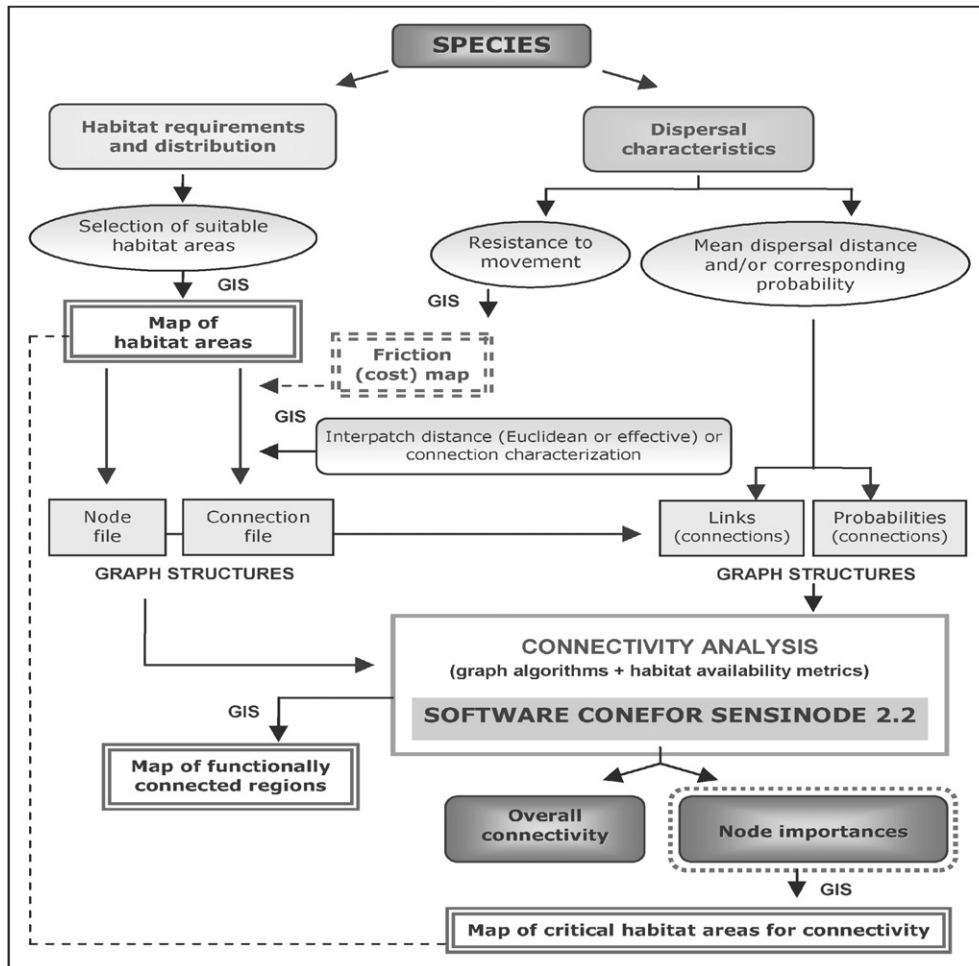 SPECIES
Habitat requirements
and distribution
Dispersal
characteristics
Selection of suitable
habitat areas
Resistance to
movement
Mean dispersal distance
and/or corresponding
probability
GIS
GIS
Map of
habitat areas
Friction
(cost) map
GIS
Interpatch distance (Euclidean or effective) or
connection characterization
Node
file
Connection
file
Links
(connections)
Probabilities
(connections)
GRAPH STRUCTURES
GRAPH STRUCTURES
CONNECTIVITY ANALYSIS
(graph algorithms + habitat availability metrics)
SOFTWARE CONEFOR SENSINODE 2.2
GIS
Map of functionally
connected regions
Overall
connectivity
Node importances
GIS
Map of critical habitat areas for connectivity